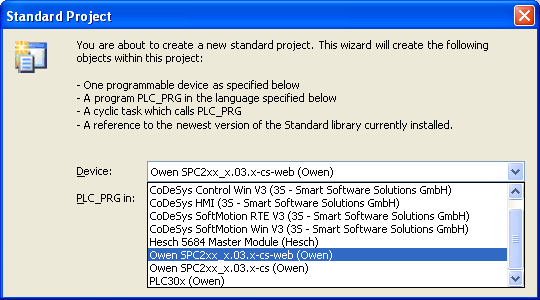 Standard Project
You are about to create a new standard project. This wizard will create the following
objects within this project:
- One programmable device as specified below
- A program PLC_PRG in the language specified below
- A cyclic task which calls PLC_PRG
- A reference to the newest version of the Standard library currently installed.
Device: Owen SPC2xx_x.03.x-cs-web (Owen)
PLC_PRG in:
CoDeSys Control Win V3 (3S - Smart Software Solutions GmbH)
CoDeSys HMI (3S - Smart Software Solutions GmbH)
CoDeSys SoftMotion RTE V3 (3S - Smart Software Solutions GmbH)
CoDeSys SoftMotion Win V3 (3S - Smart Software Solutions GmbH)
Hesch 5684 Master Module (Hesch)
Owen SPC2xx_x.03.x-cs-web (Owen)
Owen SPC2xx_x.03.x-cs (Owen)
PLC30x (Owen)